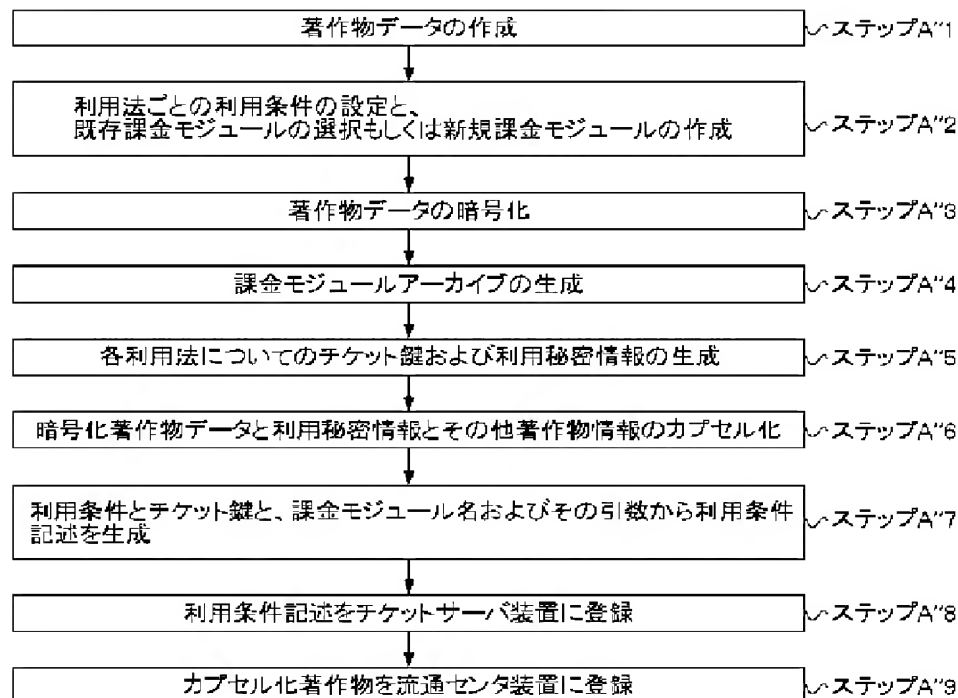 著作物データの作成
ステップA"1
利用法ごとの利用条件の設定と、
既存課金モジュールの選択もしくは新規課金モジュールの作成
ステップA"2
著作物データの暗号化
ステップA"3
課金モジュールアーカイブの生成
ステップA"4
各利用法についてのチケット鍵および利用秘密情報の生成
ステップA"5
暗号化著作物データと利用秘密情報とその他著作物情報のカプセル化
ステップA"6
利用条件とチケット鍵と、課金モジュール名およびその引数から利用条件
記述を生成
ステップA"7
利用条件記述をチケットサーバ装置に登録
ステップA"8
カプセル化著作物を流通センタ装置に登録
ステップA"9